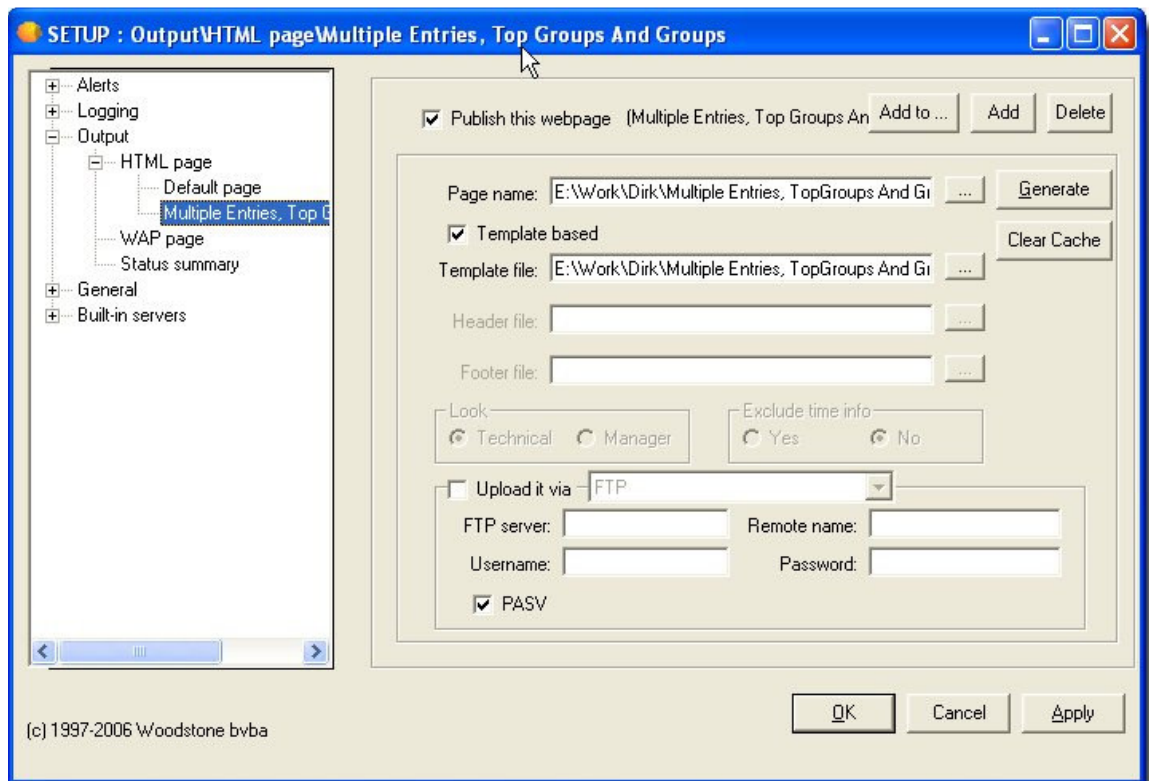 SETUP : Output\HTML page\Multiple Entries, Top Groups And Groups
Alerts
Logging
Output
HTML page
Default page
Multiple Entries, Top G
WAP page
Status summary
General
Built-in servers
Publish this webpage (Multiple Entries, Top Groups An
Add to ...
Add
Delete
Page name: E:\Work\Dirk\Multiple Entries, TopGroups And Gr
...
Generate
Template based
Clear Cache
Template file: E:\Work\Dirk\Multiple Entries, TopGroups And Gr
...
Header file:
...
Footer file:
...
Look
Technical
Manager
Exclude time info
Yes
No
Upload it via
FTP
FTP server:
Remote name:
Username:
Password:
PASV
OK
Cancel
Apply
(c) 1997-2006 Woodstone bvba